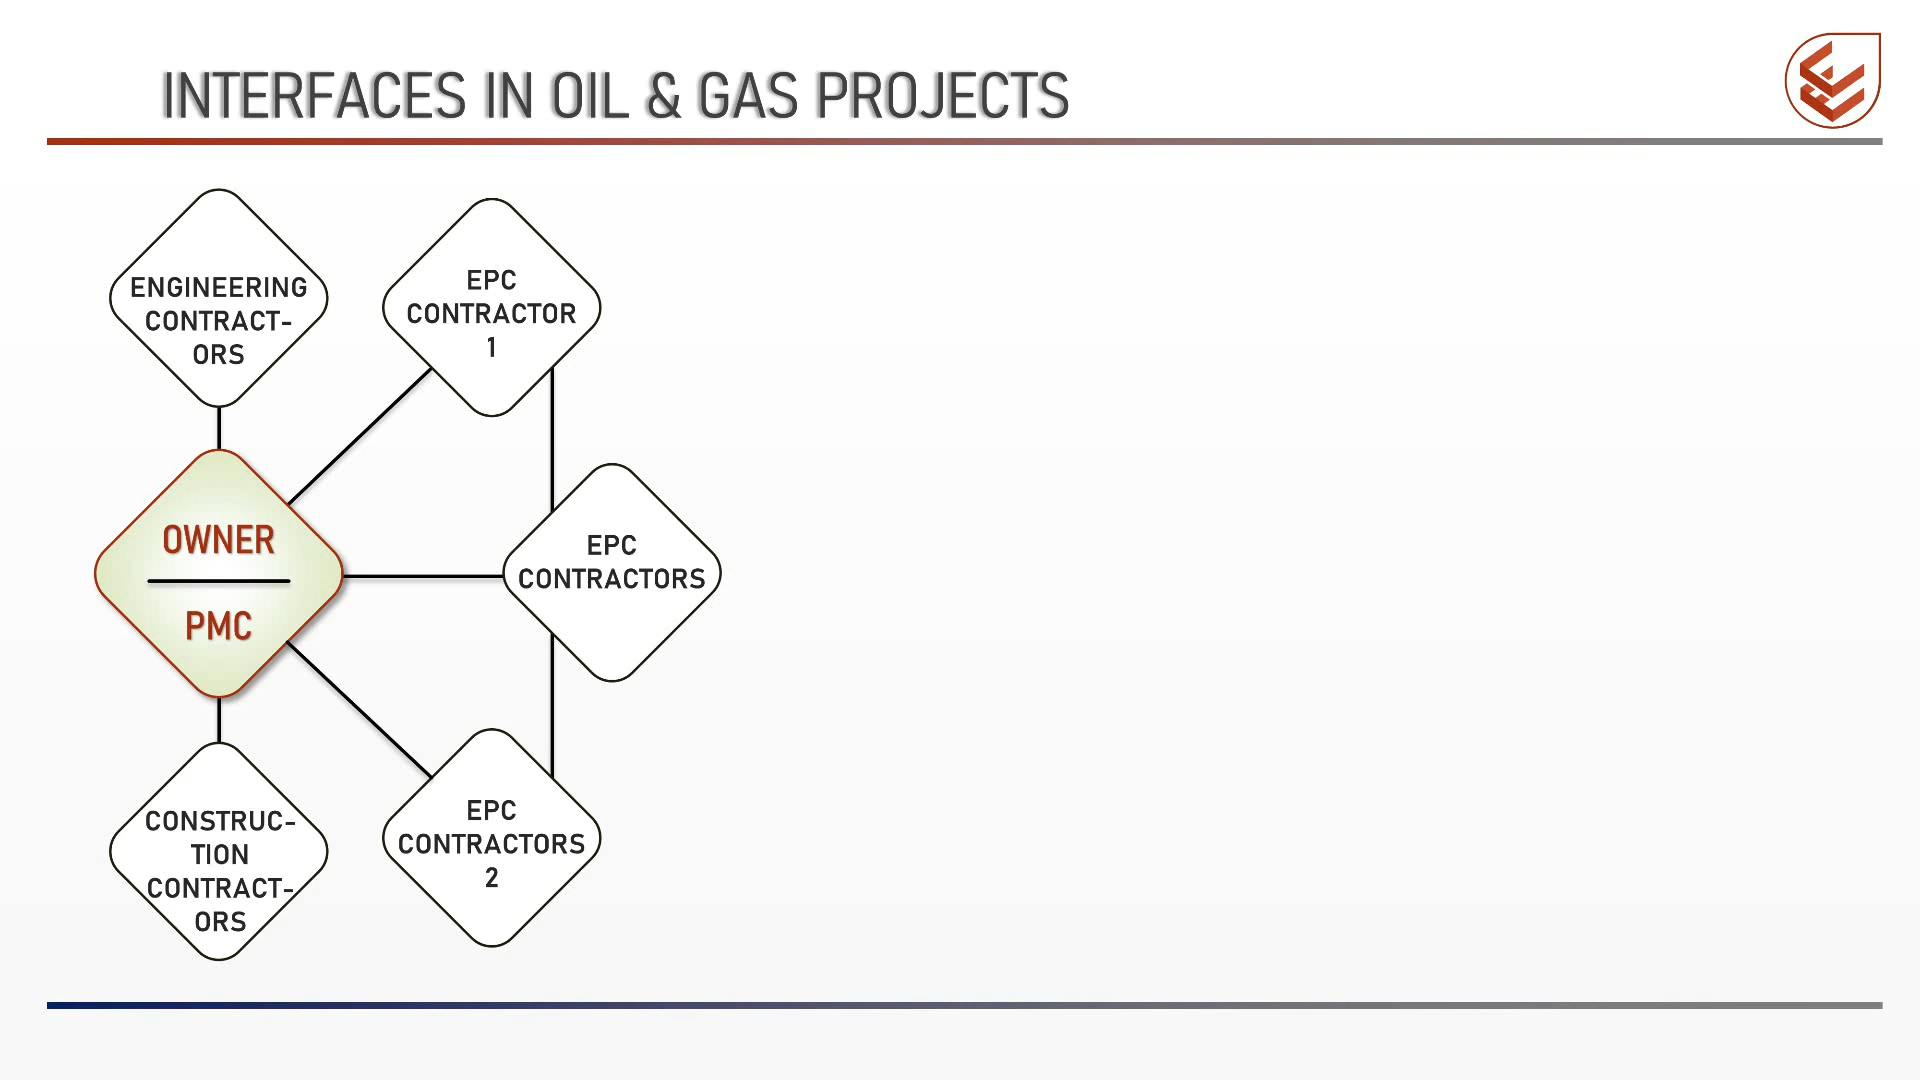 INTERFACES IN OIL & GAS PROJECTS
ENGINEERING
CONTRACT-
ORS
EPC
CONTRACTOR
1
OWNER
PMC
EPC
CONTRACTORS
CONSTRUC-
TION
CONTRACT-
ORS
EPC
CONTRACTORS
2